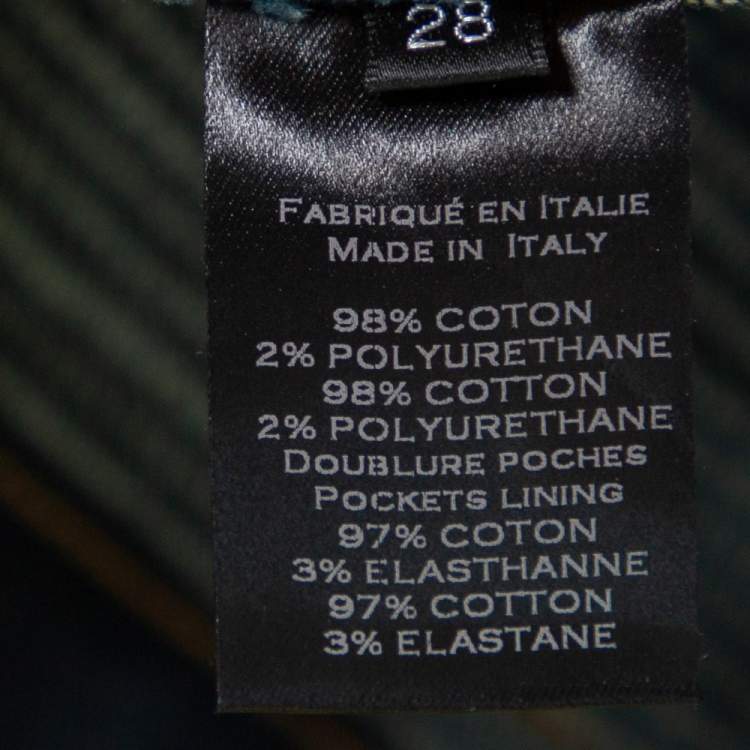 28
FABRIQUÉ EN ITALIE
MADE IN ITALY
98% COTON
2% POLYURETHANE
98% COTTON
2% POLYURETHANE
DOUBLURE POCHES
POCKETS LINING
97% COTON
3% ELASTHANNE
97% COTTON
3% ELASTANE